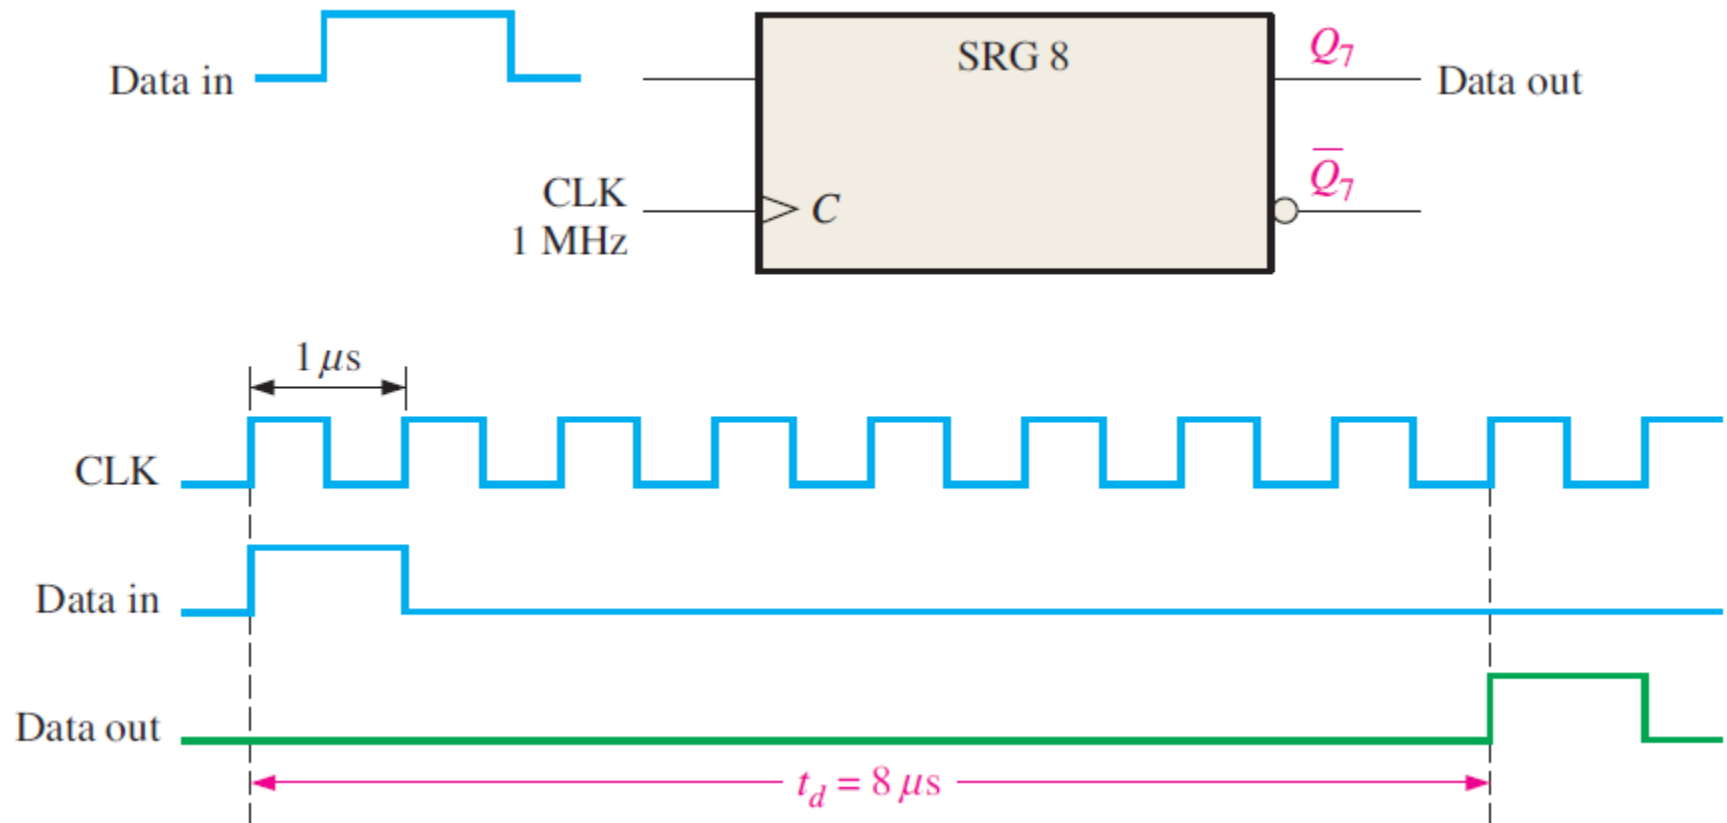 SRG 8
Q₇
Data in
Data out
Q̅₇
CLK
1 MHz
C
1 μs
CLK
Data in
Data out
t_d = 8 μs